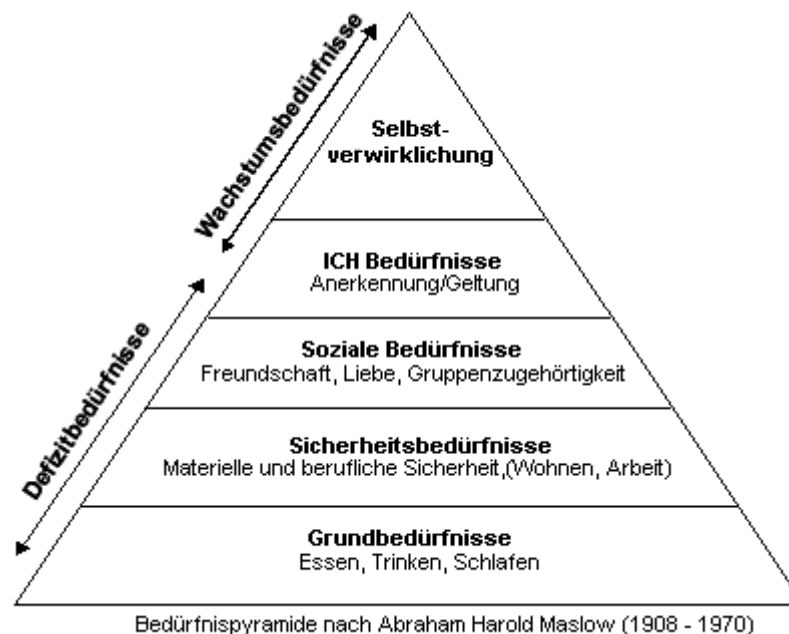 Wachstumsbedürfnisse
Defizitbedürfnisse
Selbst-
verwirklichung
ICH Bedürfnisse
Anerkennung/Geltung
Soziale Bedürfnisse
Freundschaft, Liebe, Gruppenzugehörtigkeit
Sicherheitsbedürfnisse
Materielle und berufliche Sicherheit,(Wohnen, Arbeit)
Grundbedürfnisse
Essen, Trinken, Schlafen
Bedürfnispyramide nach Abraham Harold Maslow (1908 - 1970)